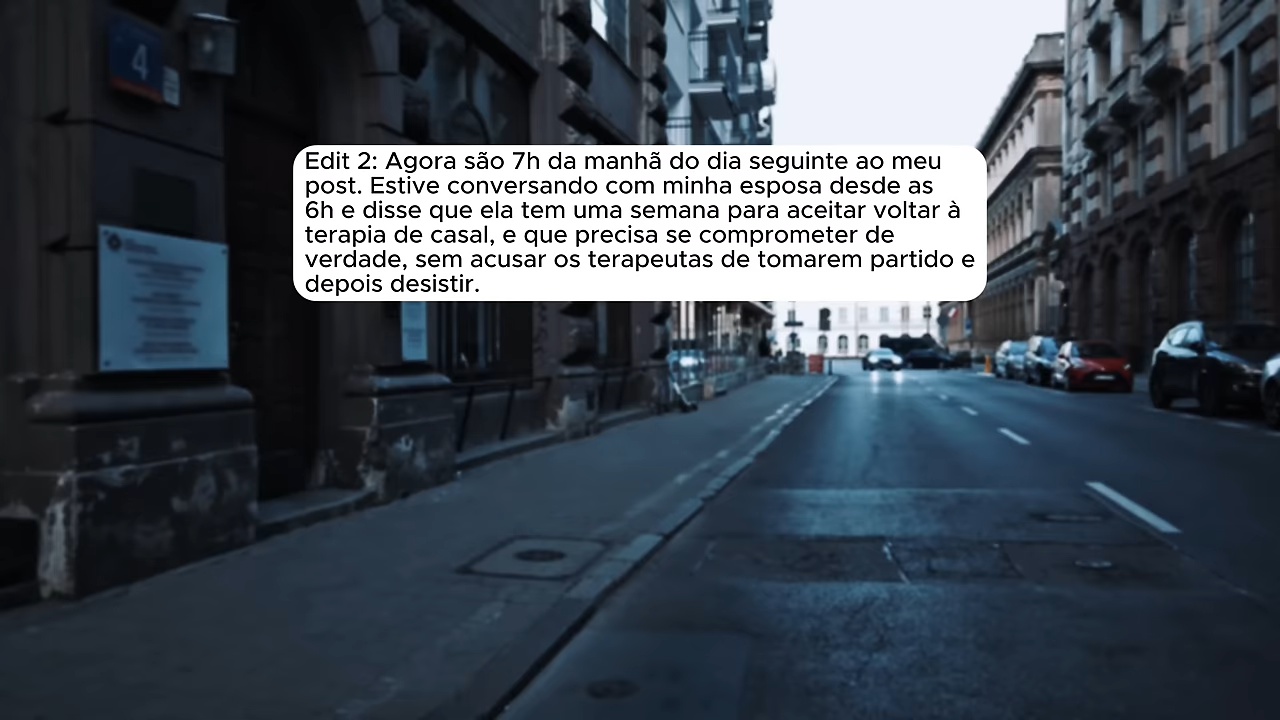 4
Edit 2: Agora são 7h da manhã do dia seguinte ao meu
post. Estive conversando com minha esposa desde as
6h e disse que ela tem uma semana para aceitar voltar à
terapia de casal, e que precisa se comprometer de
verdade, sem acusar os terapeutas de tomarem partido e
depois desistir.